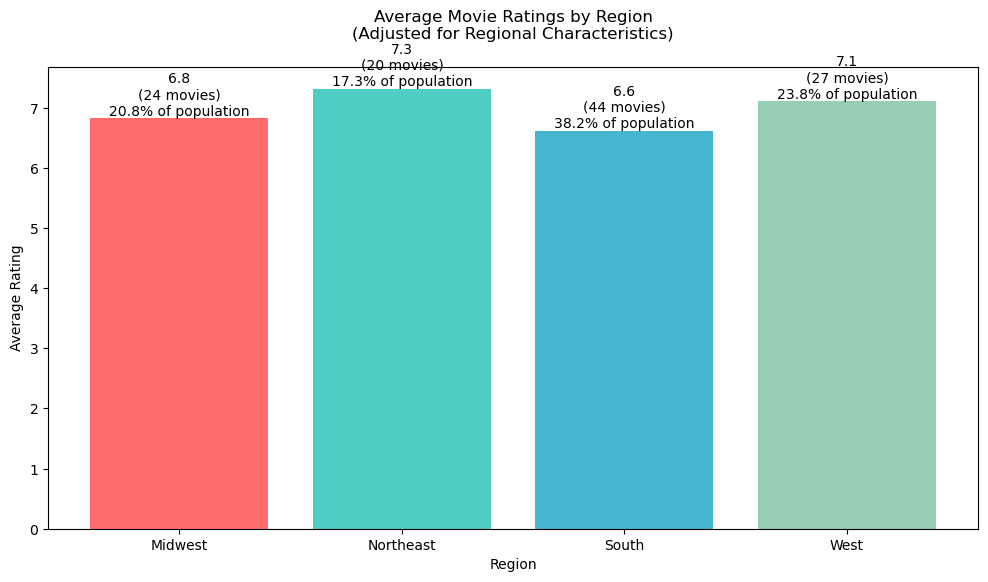 Average Movie Ratings by Region
(Adjusted for Regional Characteristics)
6.8
(24 movies)
20.8% of population
7.3
(20 movies)
17.3% of population
6.6
(44 movies)
38.2% of population
7.1
(27 movies)
23.8% of population
7
6
5
4
3
2
1
0
Average Rating
Midwest
Northeast
South
West
Region